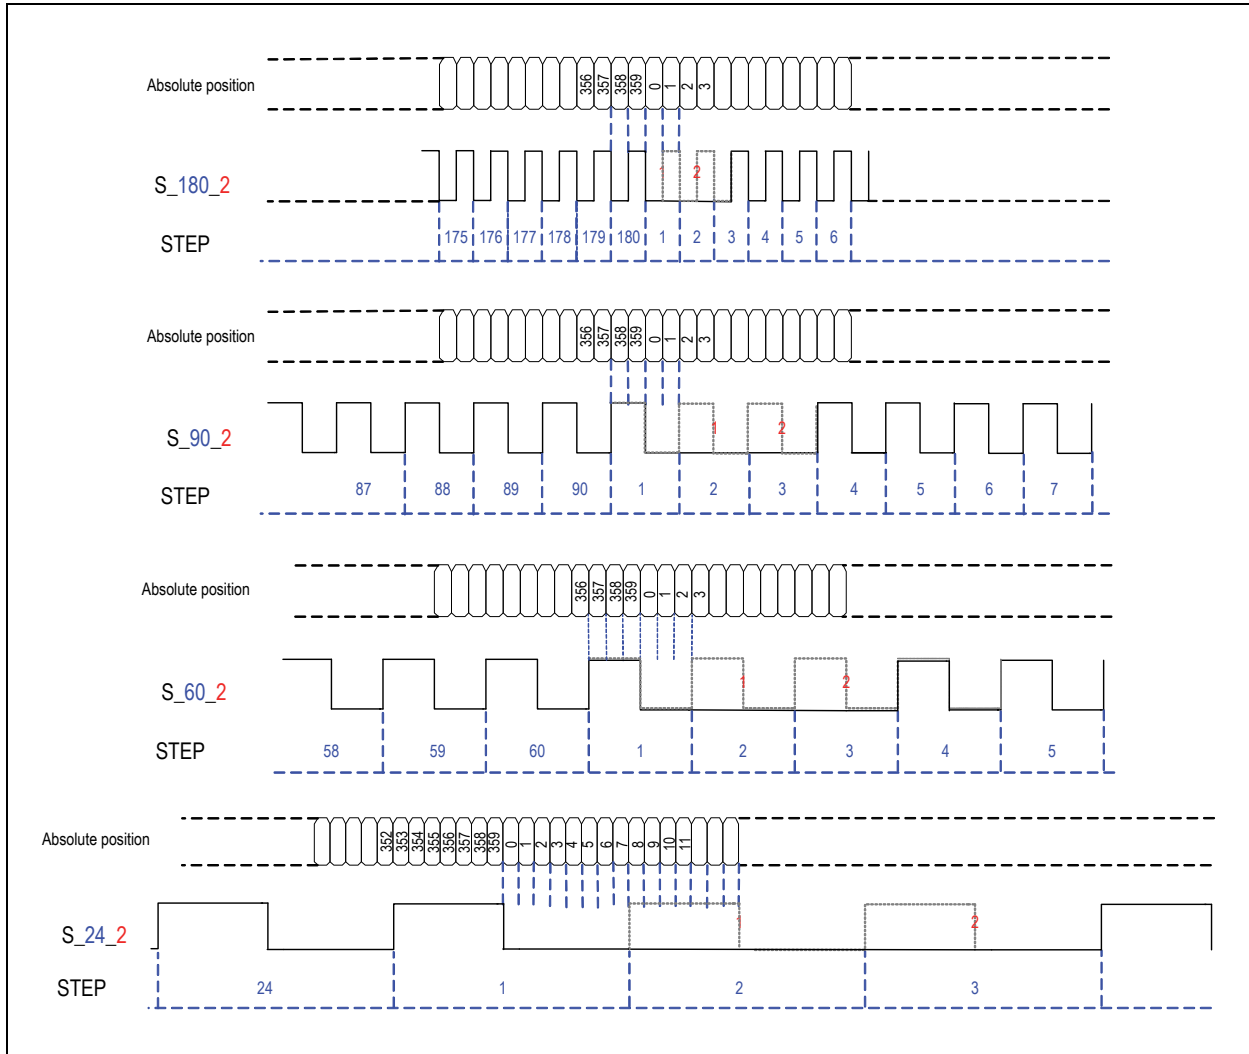 Absolute position 356 357 358 359 0 1 2 3
S_180_2 1 2
STEP 175 176 177 178 179 180 1 2 3 4 5 6
Absolute position 356 357 358 359 0 1 2 3
S_90_2 1 2
STEP 87 88 89 90 1 2 3 4 5 6 7
Absolute position 356 357 358 359 0 1 2 3
S_60_2 1 2
STEP 58 59 60 1 2 3 4 5
Absolute position 352 353 354 355 356 357 358 359 0 1 2 3 4 5 6 7 8 9 10 11
S_24_2 1 2
STEP 24 1 2 3